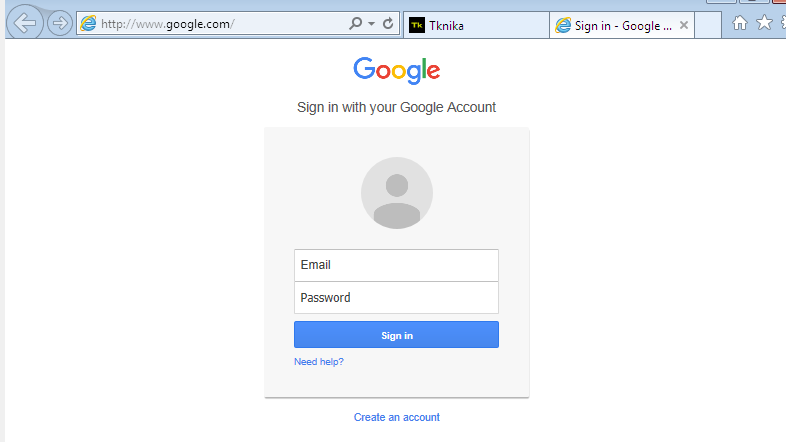 http://www.google.com/
Tk Tknika
Sign in - Google ...
Google
Sign in with your Google Account
Email
Password
Sign in
Need help?
Create an account